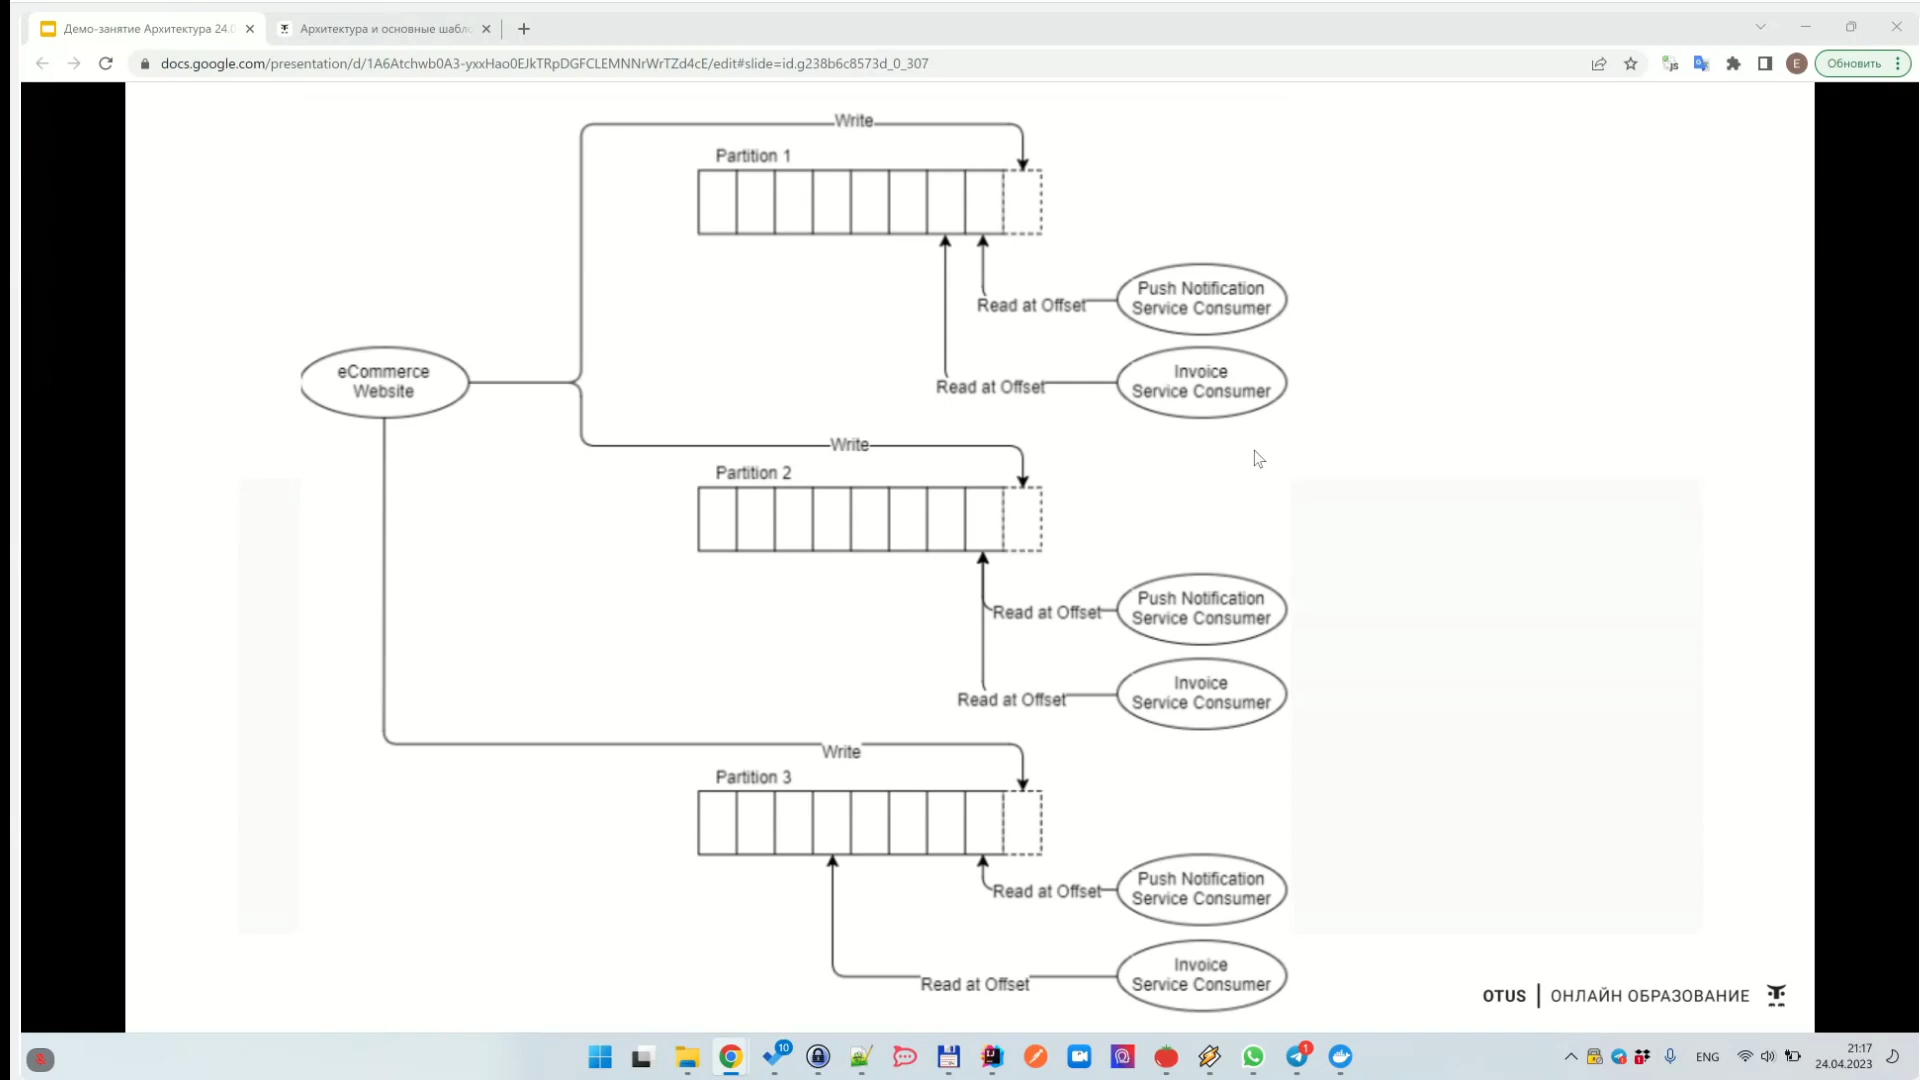 Демо-занятие Архитектура 24.0
Архитектура и основные шабло
docs.google.com/presentation/d/1A6Atchwb0A3-yxxHao0EJkTRpDGFCLEMNNrWrTZd4cE/edit#slide=id.g238b6c8573d_0_307
E
Обновить
Write
Partition 1
Push Notification
Service Consumer
Read at Offset
eCommerce
Website
Invoice
Service Consumer
Read at Offset
Write
Partition 2
Push Notification
Service Consumer
Read at Offset
Invoice
Service Consumer
Read at Offset
Write
Partition 3
Push Notification
Service Consumer
Read at Offset
Invoice
Service Consumer
Read at Offset
OTUS | ОНЛАЙН ОБРАЗОВАНИЕ
10
1
ENG
21:17
24.04.2023